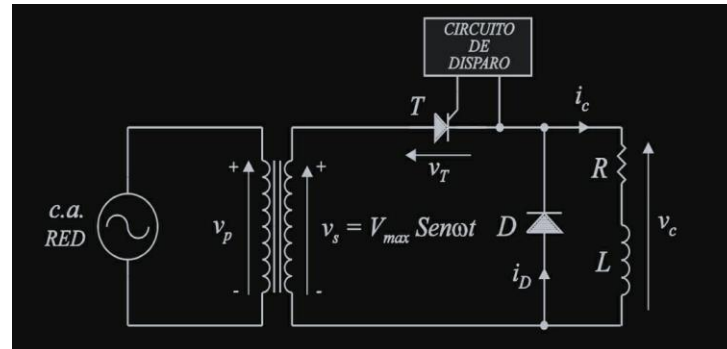 CIRCUITO
DE
DISPARO
T
i_c
v_T
R
c.a.
RED
+
-
v_p
+
-
v_s = V_max Senωt
D
i_D
L
v_c